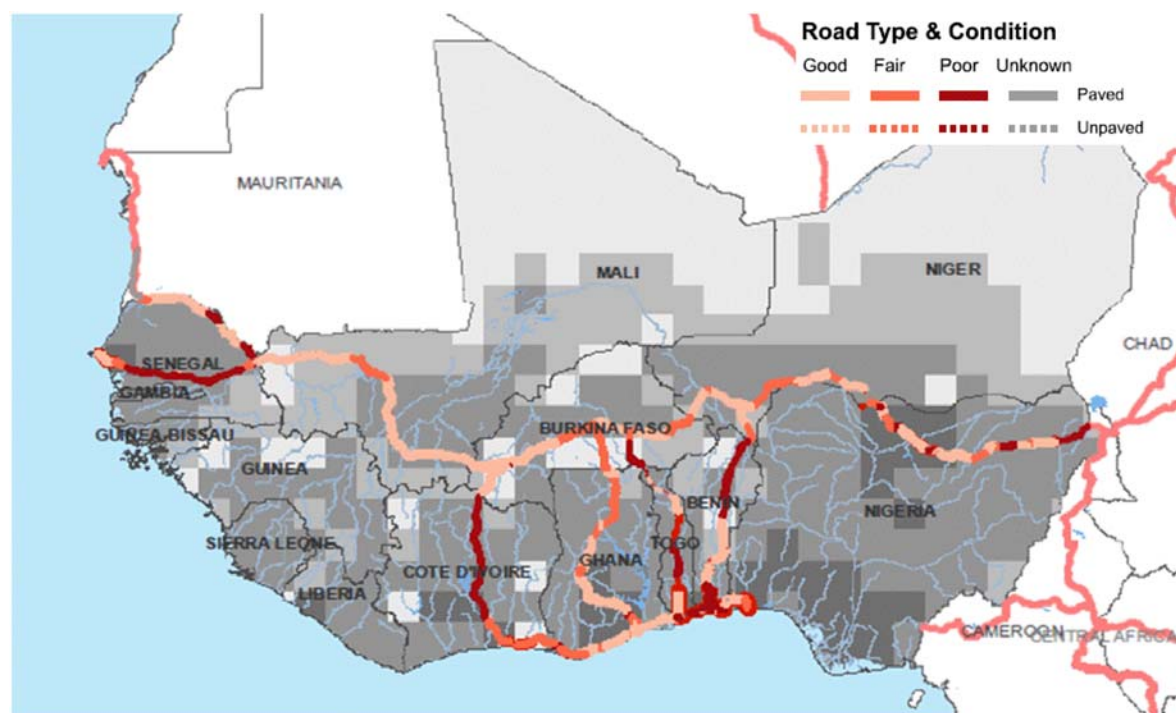 Road Type & Condition
Good Fair Poor Unknown
Paved
Unpaved
MAURITANIA
MALI
NIGER
CHAD
SENEGAL
GAMBIA
GUINEA-BISSAU
BURKINA FASO
GUINEA
BENIN
NIGERIA
SIERRA LEONE
TOGO
GHANA
COTE D'IVOIRE
LIBERIA
CAMEROON
CENTRAL AFRICA